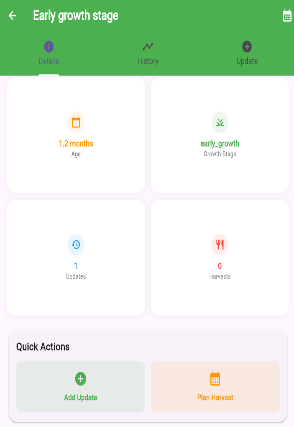 Early growth stage
Details
History
Update
1.2 months
Age
early_growth
Growth Stage
1
Updates
0
Harvests
Quick Actions
Add Update
Plan Harvest